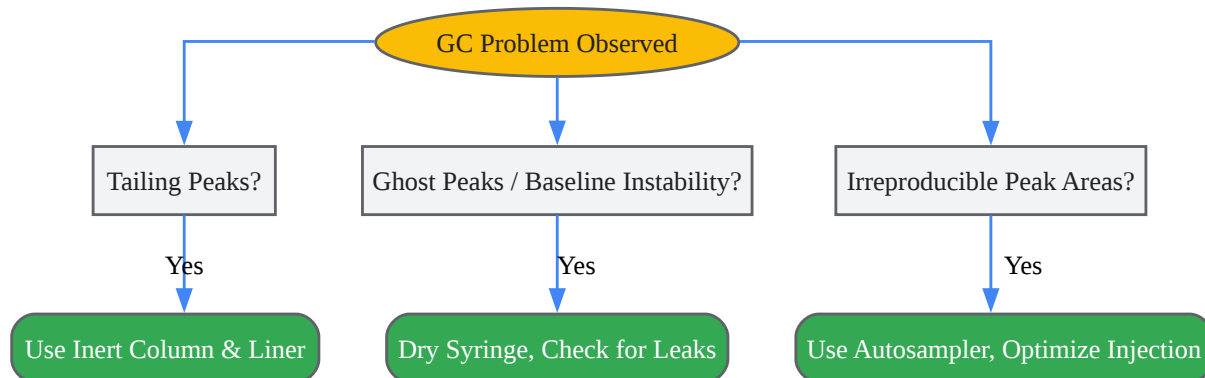 GC Problem Observed
Tailing Peaks?
Ghost Peaks / Baseline Instability?
Irreproducible Peak Areas?
Yes
Yes
Yes
Use Inert Column & Liner
Dry Syringe, Check for Leaks
Use Autosampler, Optimize Injection